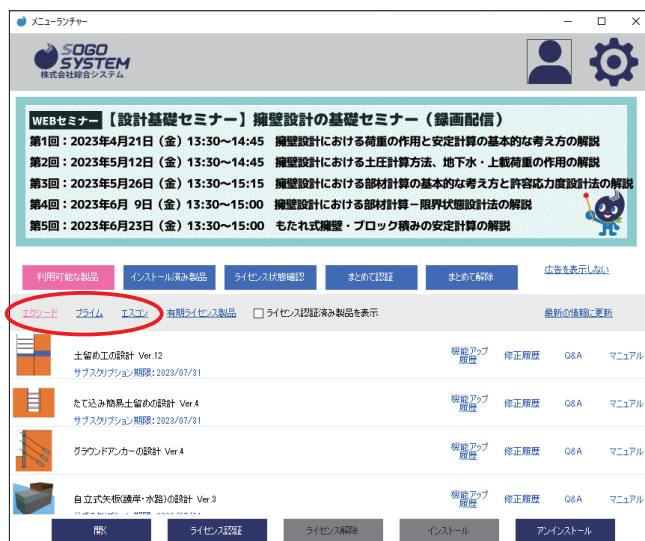 メニューランチャー
SOGO
SYSTEM
株式会社綜合システム
WEBセミナー 【設計基礎セミナー】擁壁設計の基礎セミナー（録画配信）
第1回：2023年4月21日（金）13:30～14:45 擁壁設計における荷重の作用と安定計算の基本的な考え方の解説
第2回：2023年5月12日（金）13:30～14:45 擁壁設計における土圧計算方法、地下水・上載荷重の作用の解説
第3回：2023年5月26日（金）13:30～15:15 擁壁設計における部材計算の基本的な考え方と許容応力度設計法の解説
第4回：2023年6月 9日（金）13:30～15:00 擁壁設計における部材計算－限界状態設計法の解説
第5回：2023年6月23日（金）13:30～15:00 もたれ式擁壁・ブロック積みの安定計算の解説
利用可能な製品 インストール済み製品 ライセンス状態確認 まとめて認証 まとめて解除 広告を表示しない
エクシード プライム エスコン 有期ライセンス製品 ライセンス認証済み製品を表示 最新の情報に更新
土留め工の設計 Ver.12 機能アップ履歴 修正履歴 Q&A マニュアル
サブスクリプション期限：2023/07/31
たて込み簡易土留めの設計 Ver.4 機能アップ履歴 修正履歴 Q&A マニュアル
サブスクリプション期限：2023/07/31
グラウンドアンカーの設計 Ver.4 機能アップ履歴 修正履歴 Q&A マニュアル
自立式矢板(護岸・水路)の設計 Ver.3 機能アップ履歴 修正履歴 Q&A マニュアル
開く ライセンス認証 ライセンス解除 インストール アンインストール